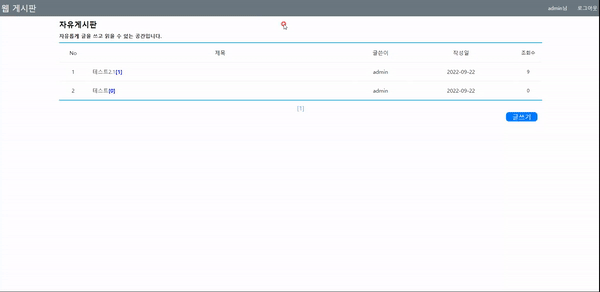 웹 게시판 admin님 로그아웃
자유게시판
자유롭게 글을 쓰고 읽을 수 있는 공간입니다.
No 제목 글쓴이 작성일 조회수
1 테스트2.1[1] admin 2022-09-22 9
2 테스트[0] admin 2022-09-22 0
[1]
글쓰기